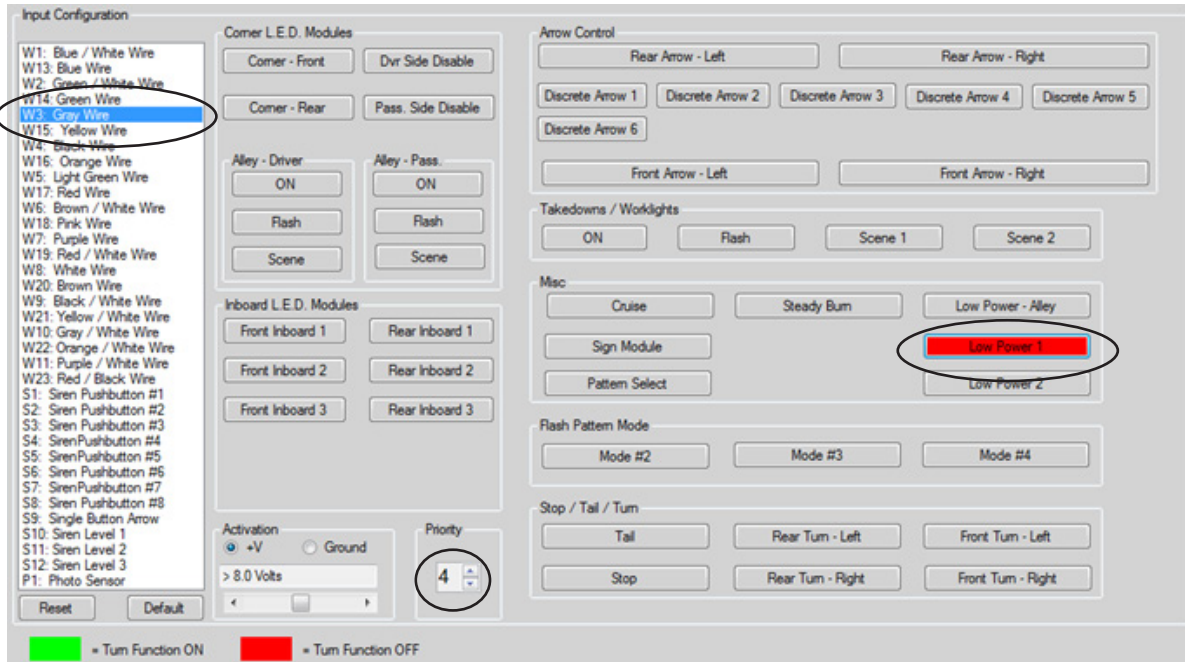 Input Configuration
W1: Blue / White Wire
W13: Blue Wire
W2: Green / White Wire
W14: Green Wire
W3: Gray Wire
W15: Yellow Wire
W4: Black Wire
W16: Orange Wire
W5: Light Green Wire
W17: Red Wire
W6: Brown / White Wire
W18: Pink Wire
W7: Purple Wire
W19: Red / White Wire
W8: White Wire
W20: Brown Wire
W9: Black / White Wire
W21: Yellow / White Wire
W10: Gray / White Wire
W22: Orange / White Wire
W11: Purple / White Wire
W23: Red / Black Wire
S1: Siren Pushbutton #1
S2: Siren Pushbutton #2
S3: Siren Pushbutton #3
S4: SirenPushbutton #4
S5: SirenPushbutton #5
S6: Siren Pushbutton #6
S7: SirenPushbutton #7
S8: Siren Pushbutton #8
S9: Single Button Arrow
S10: Siren Level 1
S11: Siren Level 2
S12: Siren Level 3
P1: Photo Sensor
Reset Default
Corner L.E.D. Modules
Corner - Front Dvr Side Disable
Corner - Rear Pass. Side Disable
Alley - Driver Alley - Pass.
ON ON
Flash Flash
Scene Scene
Inboard L.E.D. Modules
Front Inboard 1 Rear Inboard 1
Front Inboard 2 Rear Inboard 2
Front Inboard 3 Rear Inboard 3
Activation
+V Ground
> 8.0 Volts
Priority
4
Arrow Control
Rear Arrow - Left Rear Arrow - Right
Discrete Arrow 1 Discrete Arrow 2 Discrete Arrow 3 Discrete Arrow 4 Discrete Arrow 5
Discrete Arrow 6
Front Arrow - Left Front Arrow - Right
Takedowns / Worklights
ON Flash Scene 1 Scene 2
Misc
Cruise Steady Burn Low Power - Alley
Sign Module Low Power 1
Pattern Select Low Power 2
Flash Pattern Mode
Mode #2 Mode #3 Mode #4
Stop / Tail / Turn
Tail Rear Turn - Left Front Turn - Left
Stop Rear Turn - Right Front Turn - Right
= Turn Function ON = Turn Function OFF